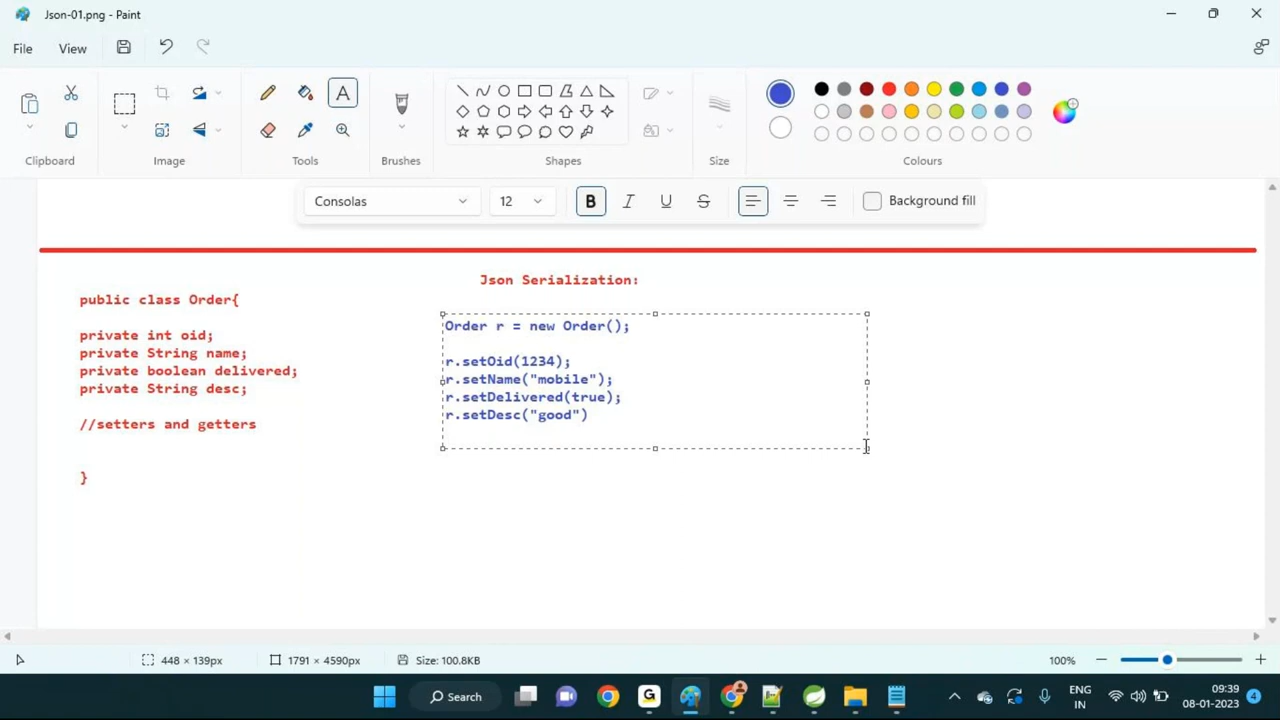 Json-01.png - Paint
File
View
Clipboard
Image
Tools
Brushes
Shapes
Size
Colours
Consolas
12
B
I
U
S
Background fill
Json Serialization:
public class Order{
private int oid;
private String name;
private boolean delivered;
private String desc;
//setters and getters
}
Order r = new Order();
r.setOid(1234);
r.setName("mobile");
r.setDelivered(true);
r.setDesc("good")
448 × 139px
1791 × 4590px
Size: 100.8KB
100%
Search
ENG
IN
09:39
08-01-2023
4